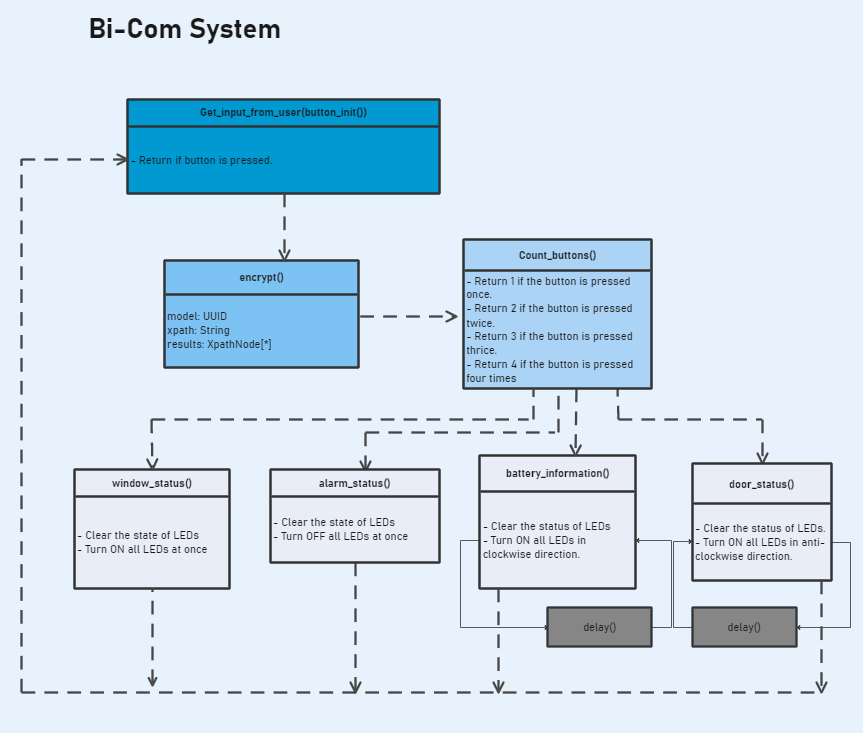 Bi-Com System
Get_input_from_user(button_init())
- Return if button is pressed.
encrypt()
model: UUID
xpath: String
results: XpathNode[*]
Count_buttons()
- Return 1 if the button is pressed
once.
- Return 2 if the button is pressed
twice.
- Return 3 if the button is pressed
thrice.
- Return 4 if the button is pressed
four times
window_status()
- Clear the state of LEDs
- Turn ON all LEDs at once
alarm_status()
- Clear the state of LEDs
- Turn OFF all LEDs at once
battery_information()
- Clear the status of LEDs
- Turn ON all LEDs in
clockwise direction.
door_status()
- Clear the status of LEDs.
- Turn ON all LEDs in anti-
clockwise direction.
delay()
delay()